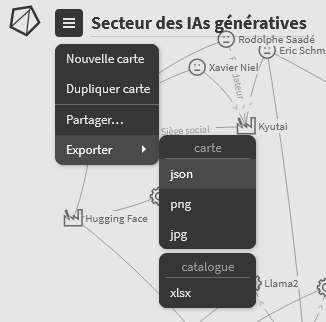 Secteur des IAs génératives
Rodolphe Saadé
Eric Schm
Nouvelle carte
Xavier Niel
Dupliquer carte
dateur
Partager...
Kyutai
Siège social
Exporter
carte
json
png
Hugging Face
jpg
catalogue
Llama2
xlsx